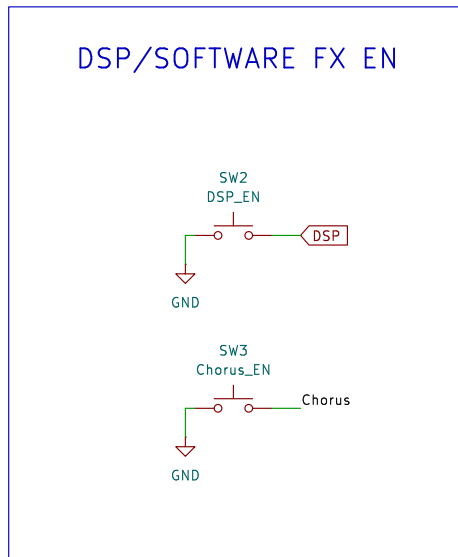 DSP/SOFTWARE FX EN
SW2
DSP_EN
DSP
GND
SW3
Chorus_EN
Chorus
GND